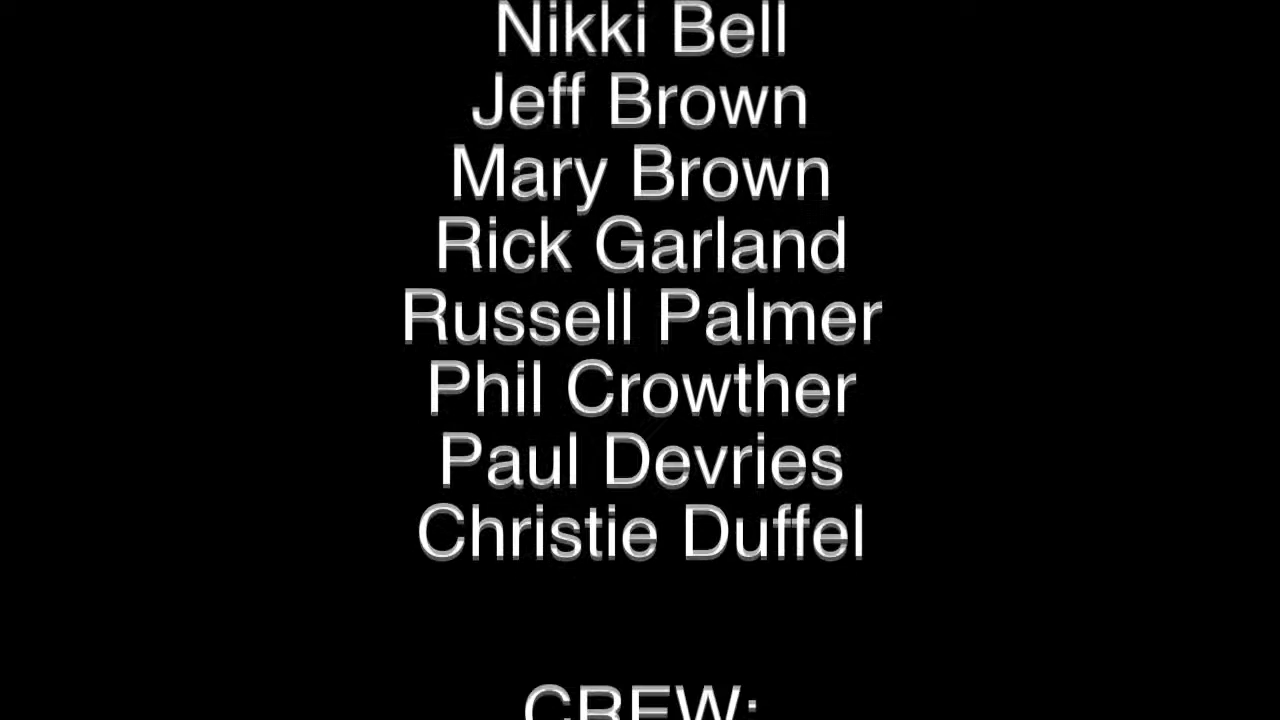 Nikki Bell
Jeff Brown
Mary Brown
Rick Garland
Russell Palmer
Phil Crowther
Paul Devries
Christie Duffel
CREW: